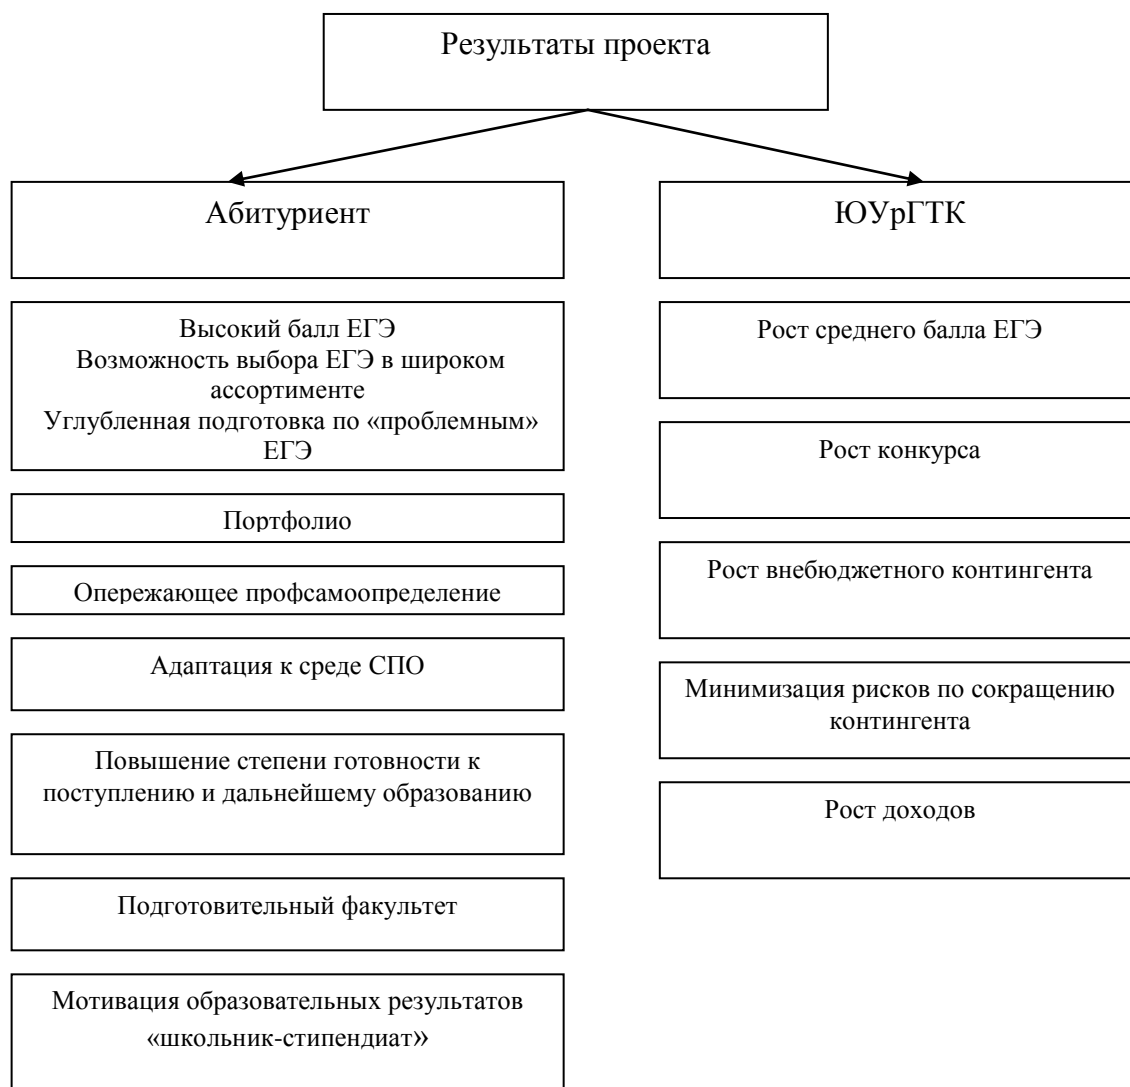 Результаты проекта
Абитуриент
Высокий балл ЕГЭ
Возможность выбора ЕГЭ в широком
ассортименте
Углубленная подготовка по «проблемным»
ЕГЭ
Портфолио
Опережающее профсамоопределение
Адаптация к среде СПО
Повышение степени готовности к
поступлению и дальнейшему образованию
Подготовительный факультет
Мотивация образовательных результатов
«школьник-стипендиат»
ЮУрГТК
Рост среднего балла ЕГЭ
Рост конкурса
Рост внебюджетного контингента
Минимизация рисков по сокращению
контингента
Рост доходов